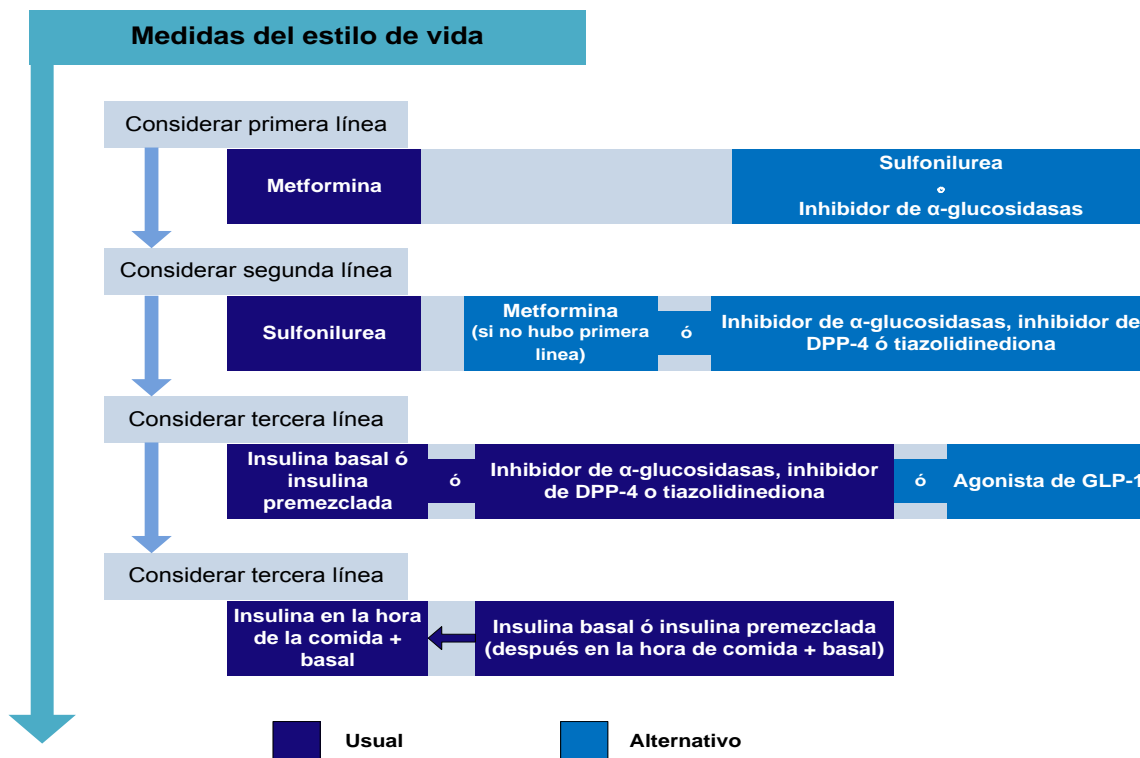 Medidas del estilo de vida
Considerar primera línea
Metformina
Sulfonilurea
o
Inhibidor de α-glucosidasas
Considerar segunda línea
Sulfonilurea
Metformina
(si no hubo primera
linea)
ó
Inhibidor de α-glucosidasas, inhibidor de
DPP-4 ó tiazolidinediona
Considerar tercera línea
Insulina basal ó
insulina
premezclada
ó
Inhibidor de α-glucosidasas, inhibidor
de DPP-4 o tiazolidinediona
ó
Agonista de GLP-1
Considerar tercera línea
Insulina en la hora
de la comida +
basal
Insulina basal ó insulina premezclada
(después en la hora de comida + basal)
Usual
Alternativo